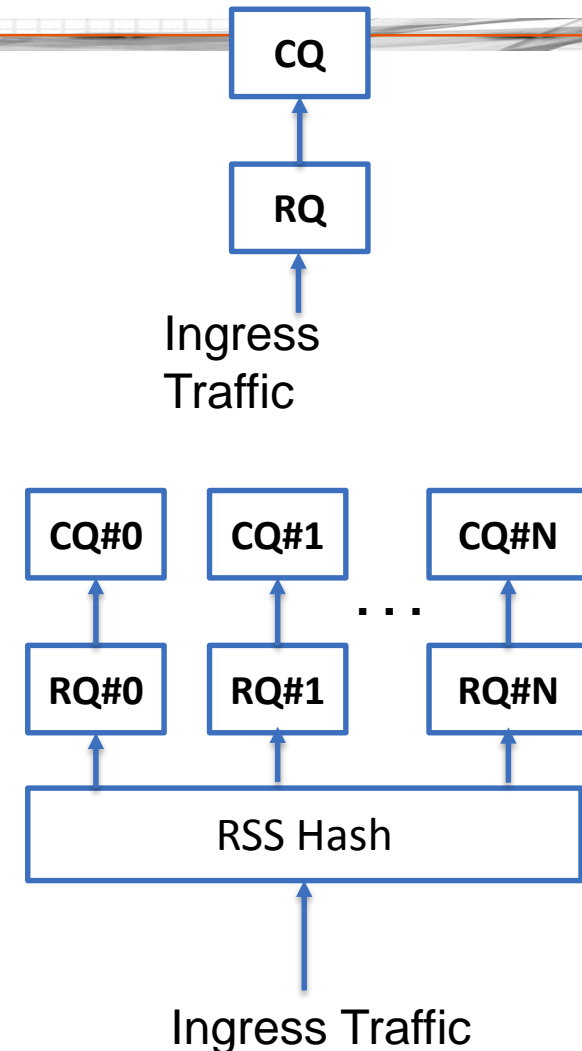 CQ
RQ
Ingress
Traffic
CQ#0 CQ#1 CQ#N
. . .
RQ#0 RQ#1 RQ#N
RSS Hash
Ingress Traffic